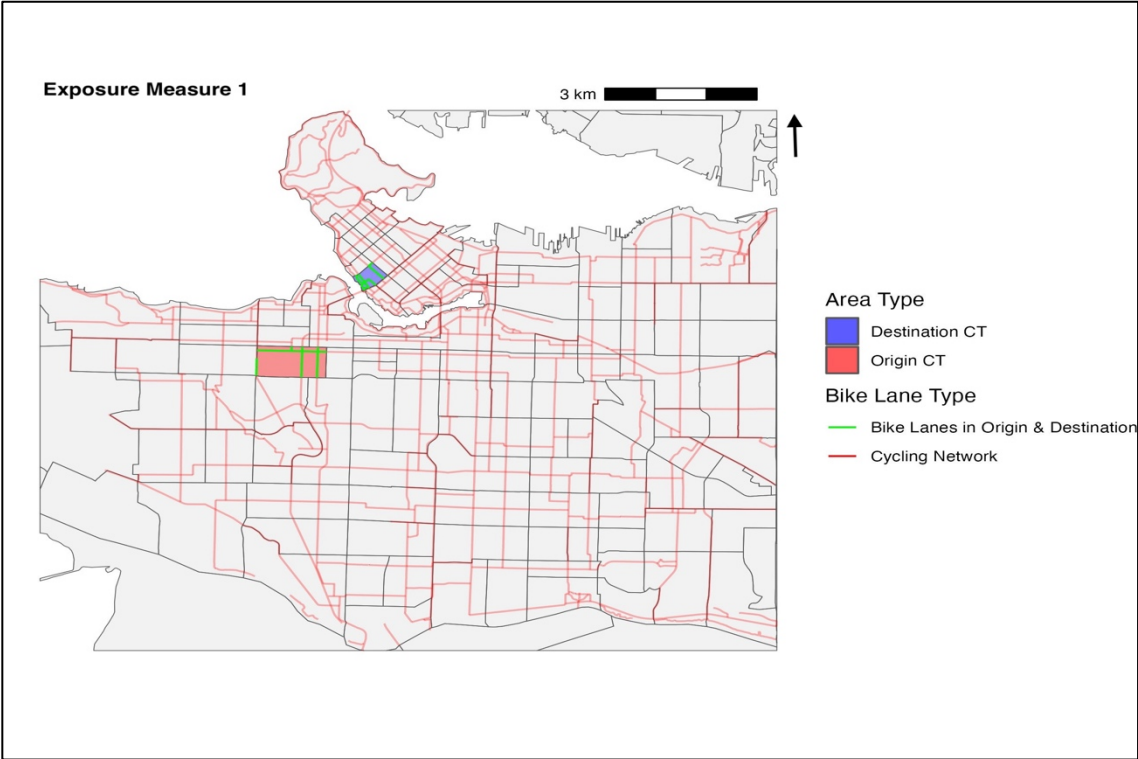 Exposure Measure 1
3 km
Area Type
Destination CT
Origin CT
Bike Lane Type
Bike Lanes in Origin & Destination
Cycling Network